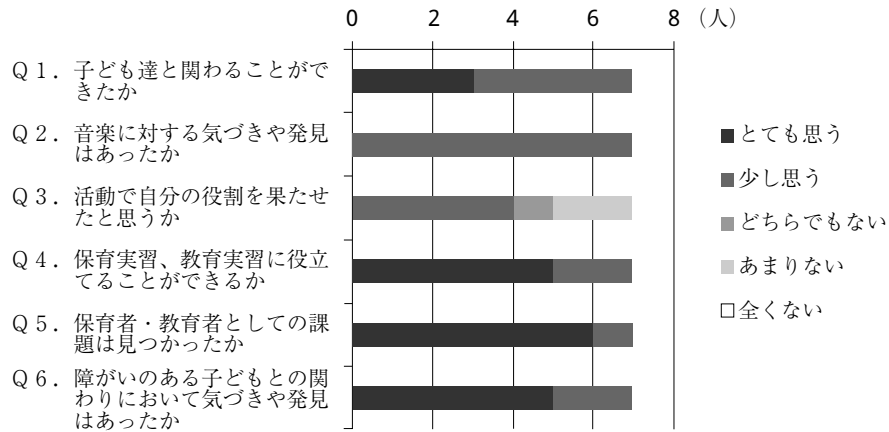 0 2 4 6 8 （人）
Ｑ１．子ども達と関わることがで
きたか
Ｑ２．音楽に対する気づきや発見
はあったか
Ｑ３．活動で自分の役割を果たせ
たと思うか
Ｑ４．保育実習、教育実習に役立
てることができるか
Ｑ５．保育者・教育者としての課
題は見つかったか
Ｑ６．障がいのある子どもとの関
わりにおいて気づきや発見
はあったか
とても思う
少し思う
どちらでもない
あまりない
全くない